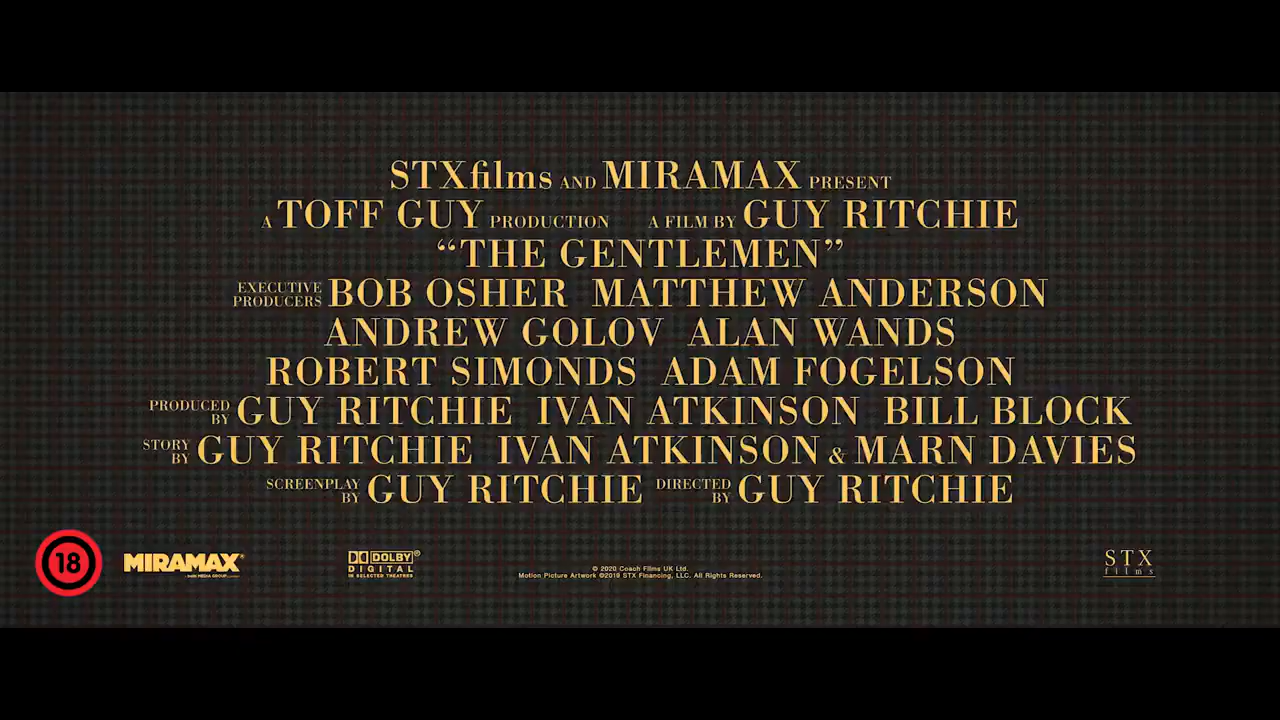 STXfilms AND MIRAMAX PRESENT
A TOFF GUY PRODUCTION A FILM BY GUY RITCHIE
“THE GENTLEMEN”
EXECUTIVE PRODUCERS BOB OSHER MATTHEW ANDERSON
ANDREW GOLOV ALAN WANDS
ROBERT SIMONDS ADAM FOGELSON
PRODUCED BY GUY RITCHIE IVAN ATKINSON BILL BLOCK
STORY BY GUY RITCHIE IVAN ATKINSON & MARN DAVIES
SCREENPLAY BY GUY RITCHIE DIRECTED BY GUY RITCHIE
18
MIRAMAX®
DOLBY®
DIGITAL
IN SELECTED THEATRES
© 2020 Coach Films UK Ltd.
Motion Picture Artwork ©2019 STX Financing, LLC. All Rights Reserved.
STX
films